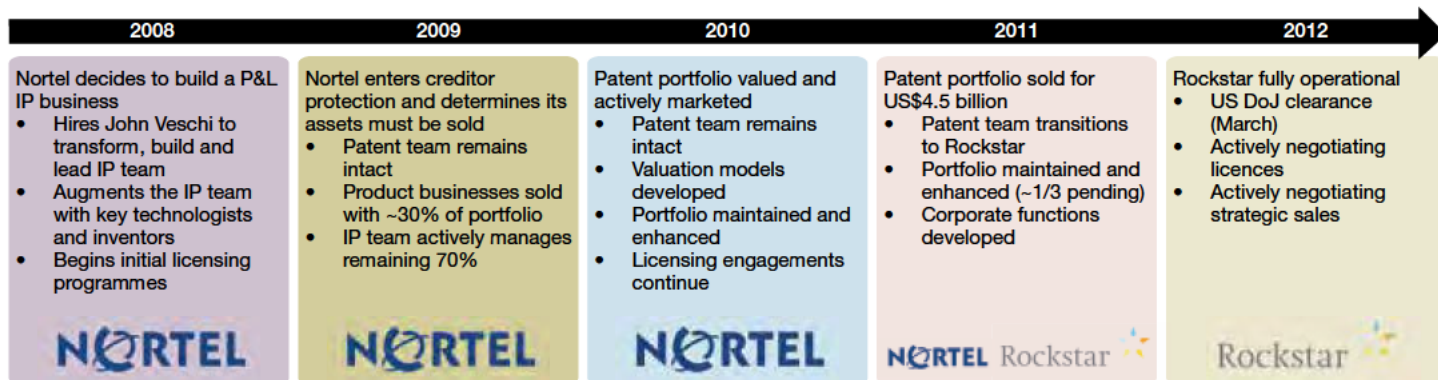 2008
2009
2010
2011
2012
Nortel decides to build a P&L
IP business
• Hires John Veschi to
transform, build and
lead IP team
• Augments the IP team
with key technologists
and inventors
• Begins initial licensing
programmes
NORTEL
Nortel enters creditor
protection and determines its
assets must be sold
• Patent team remains
intact
• Product businesses sold
with ~30% of portfolio
• IP team actively manages
remaining 70%
NORTEL
Patent portfolio valued and
actively marketed
• Patent team remains
intact
• Valuation models
developed
• Portfolio maintained and
enhanced
• Licensing engagements
continue
NORTEL
Patent portfolio sold for
US$4.5 billion
• Patent team transitions
to Rockstar
• Portfolio maintained and
enhanced (~1/3 pending)
• Corporate functions
developed
NORTEL Rockstar
Rockstar fully operational
• US DoJ clearance
(March)
• Actively negotiating
licences
• Actively negotiating
strategic sales
Rockstar